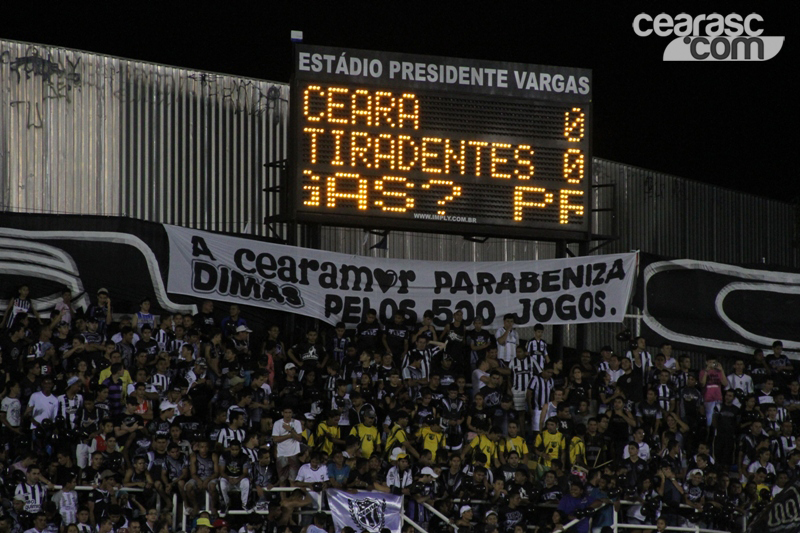 cearasc
.com
ESTÁDIO PRESIDENTE VARGAS
CEARA 0
TIRADENTES 0
AS? PF
WWW.IMPLY.COM.BR
A CEARAMOR PARABENIZA
DIMAS PELOS 500 JOGOS.